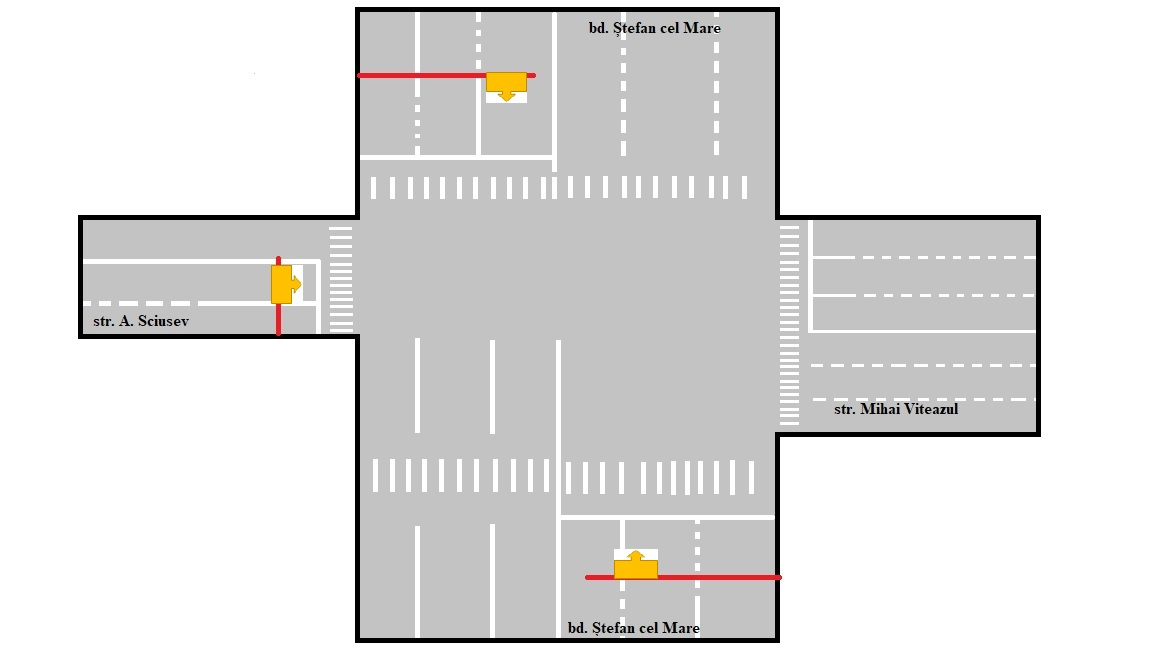 bd. Ștefan cel Mare
str. A. Sciusev
str. Mihai Viteazul
bd. Ștefan cel Mare